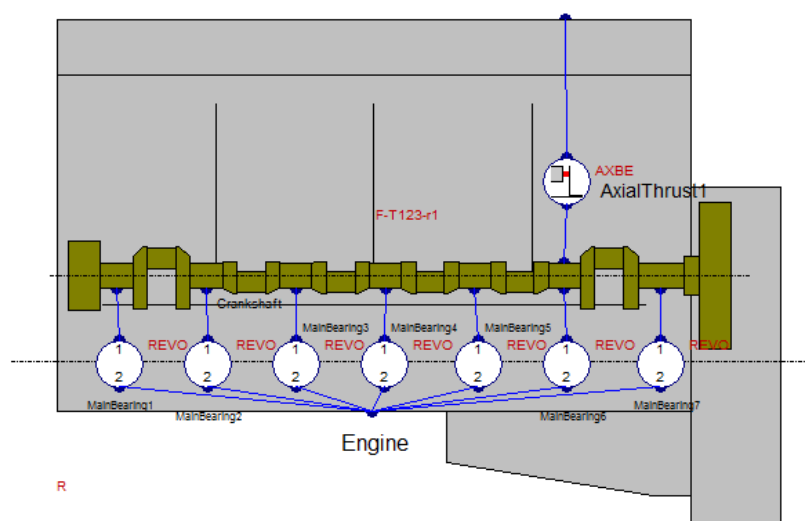 AXBE
AxialThrust1
F-T123-r1
Crankshaft
MainBearing3
MainBearing4
MainBearing5
1
REVO
1
REVO
1
REVO
1
REVO
1
REVO
1
REVO
1
REVO
2
2
2
2
2
2
2
MainBearing1
MainBearing2
MainBearing6
MainBearing7
Engine
R